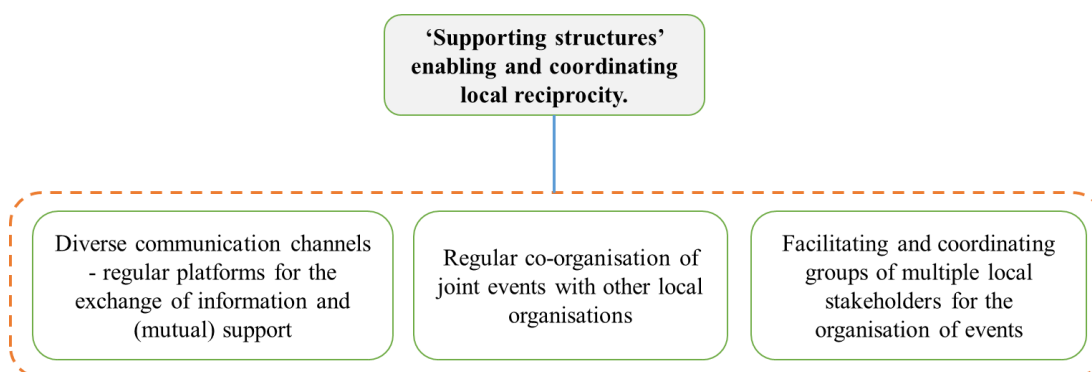 ‘Supporting structures’
enabling and coordinating
local reciprocity.
Diverse communication channels
- regular platforms for the
exchange of information and
(mutual) support
Regular co-organisation of
joint events with other local
organisations
Facilitating and coordinating
groups of multiple local
stakeholders for the
organisation of events